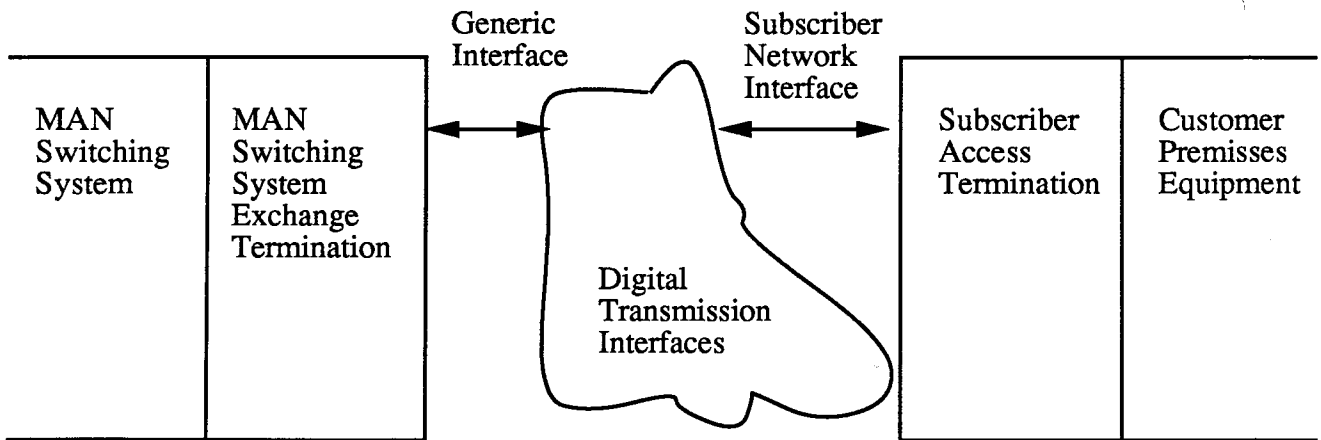 Generic
Interface
Subscriber
Network
Interface
MAN
Switching
System
MAN
Switching
System
Exchange
Termination
Subscriber
Access
Termination
Customer
Premisses
Equipment
Digital
Transmission
Interfaces